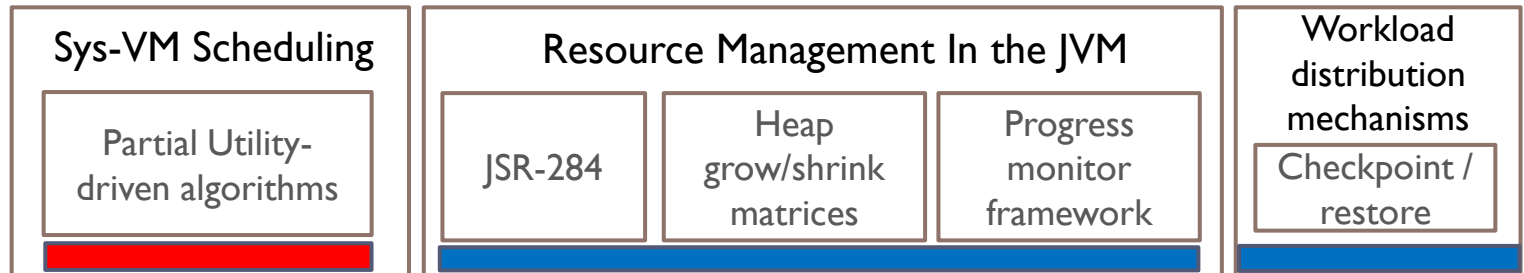 Sys-VM Scheduling
Partial Utility-
driven algorithms
Resource Management In the JVM
JSR-284
Heap
grow/shrink
matrices
Progress
monitor
framework
Workload
distribution
mechanisms
Checkpoint /
restore